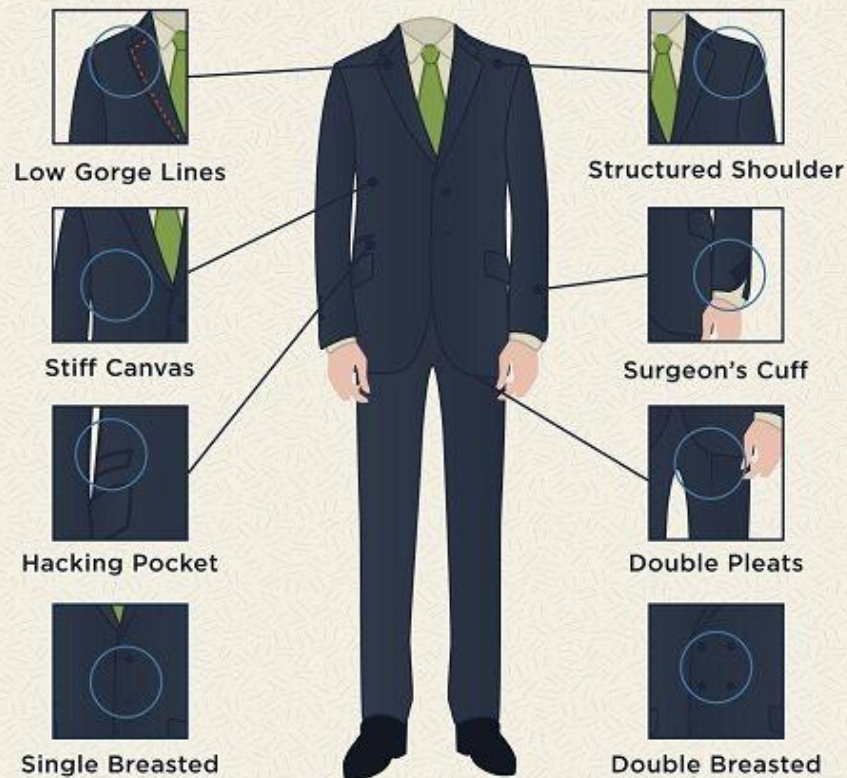 Low Gorge Lines
Structured Shoulder
Stiff Canvas
Surgeon's Cuff
Hacking Pocket
Double Pleats
Single Breasted
Double Breasted